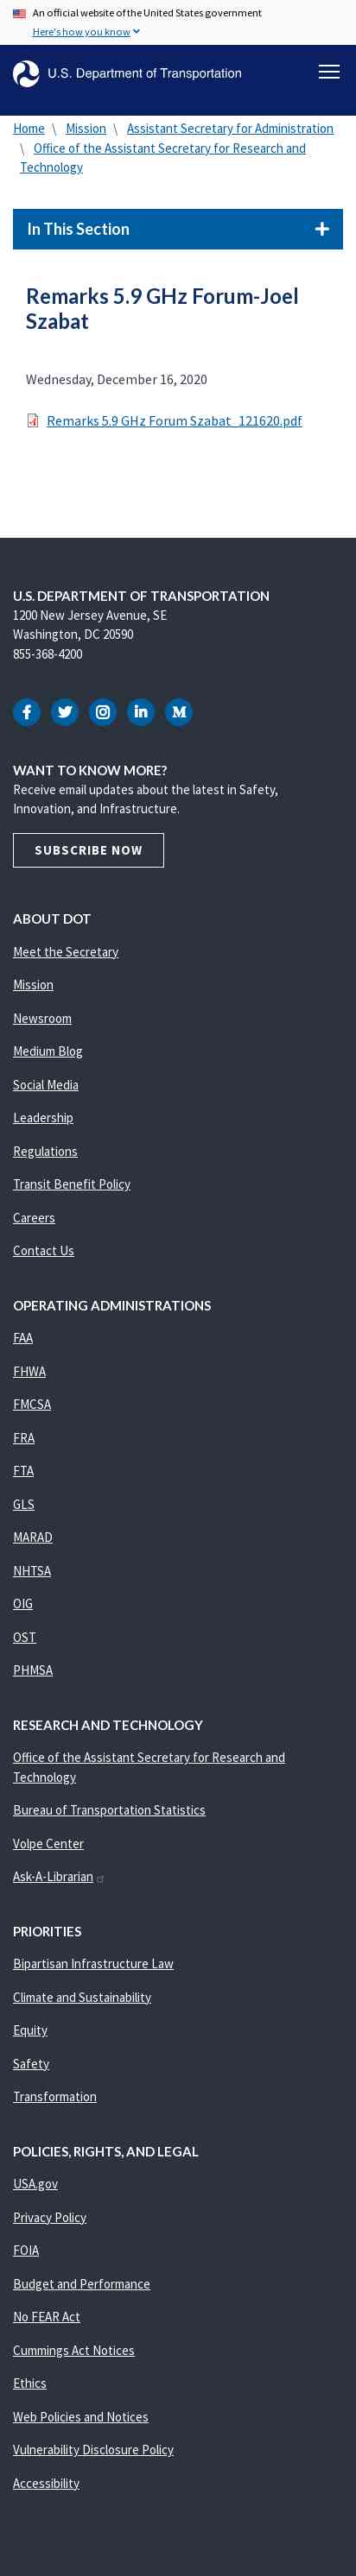 An official website of the United States government
Here's how you know
U.S. Department of Transportation
Home \ Mission \ Assistant Secretary for Administration
\ Office of the Assistant Secretary for Research and
Technology
In This Section
Remarks 5.9 GHz Forum-Joel
Szabat
Wednesday, December 16, 2020
Remarks 5.9 GHz Forum Szabat_121620.pdf
U.S. DEPARTMENT OF TRANSPORTATION
1200 New Jersey Avenue, SE
Washington, DC 20590
855-368-4200
WANT TO KNOW MORE?
Receive email updates about the latest in Safety,
Innovation, and Infrastructure.
SUBSCRIBE NOW
ABOUT DOT
Meet the Secretary
Mission
Newsroom
Medium Blog
Social Media
Leadership
Regulations
Transit Benefit Policy
Careers
Contact Us
OPERATING ADMINISTRATIONS
FAA
FHWA
FMCSA
FRA
FTA
GLS
MARAD
NHTSA
OIG
OST
PHMSA
RESEARCH AND TECHNOLOGY
Office of the Assistant Secretary for Research and
Technology
Bureau of Transportation Statistics
Volpe Center
Ask-A-Librarian
PRIORITIES
Bipartisan Infrastructure Law
Climate and Sustainability
Equity
Safety
Transformation
POLICIES, RIGHTS, AND LEGAL
USA.gov
Privacy Policy
FOIA
Budget and Performance
No FEAR Act
Cummings Act Notices
Ethics
Web Policies and Notices
Vulnerability Disclosure Policy
Accessibility